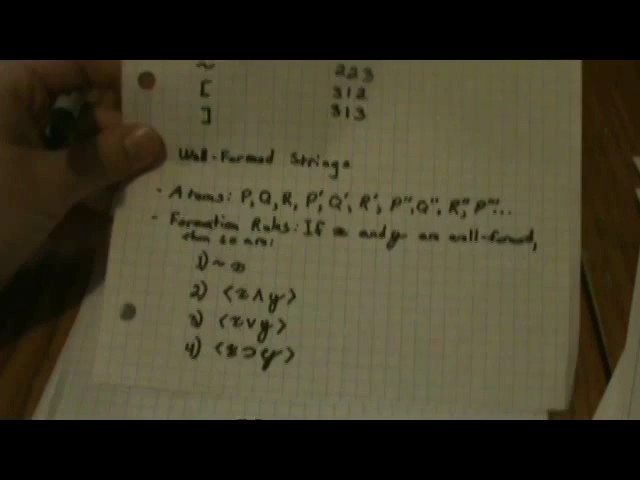 ~ 223
[ 312
] 313
Well-Formed Strings
- Atoms: P, Q, R, P', Q', R', P'', Q'', R'', P'''...
- Formation Rules: If x and y are well-formed,
then so are:
1) ~x
2) <x∧y>
3) <x∨y>
4) <x⊃y>